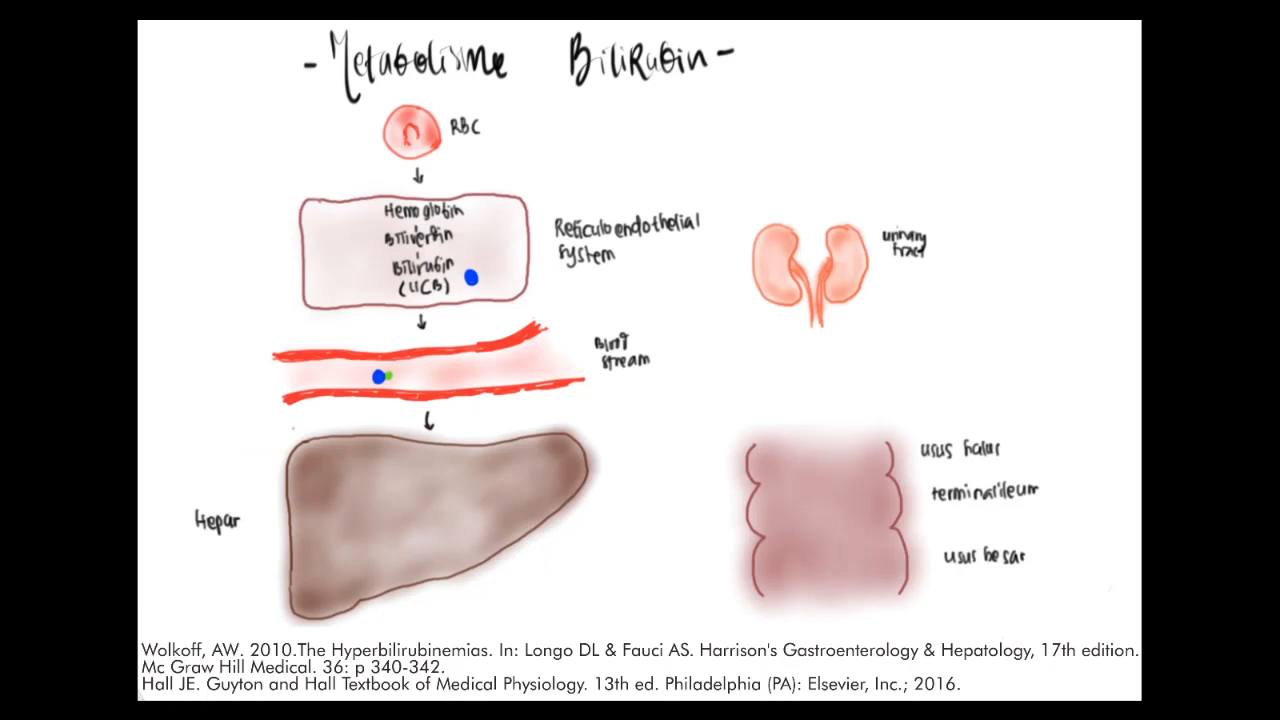 - Metabolisme Bilirubin -
RBC
Hemoglobin
Biliverdin
Bilirubin
(UCB)
Reticuloendothelial
system
urinary
tract
stream
Hepar
usus halus
terminal ileum
usus besar
Wolkoff, AW. 2010.The Hyperbilirubinemias. In: Longo DL & Fauci AS. Harrison's Gastroenterology & Hepatology, 17th edition.
Mc Graw Hill Medical. 36: p 340-342.
Hall JE. Guyton and Hall Textbook of Medical Physiology. 13th ed. Philadelphia (PA): Elsevier, Inc.; 2016.